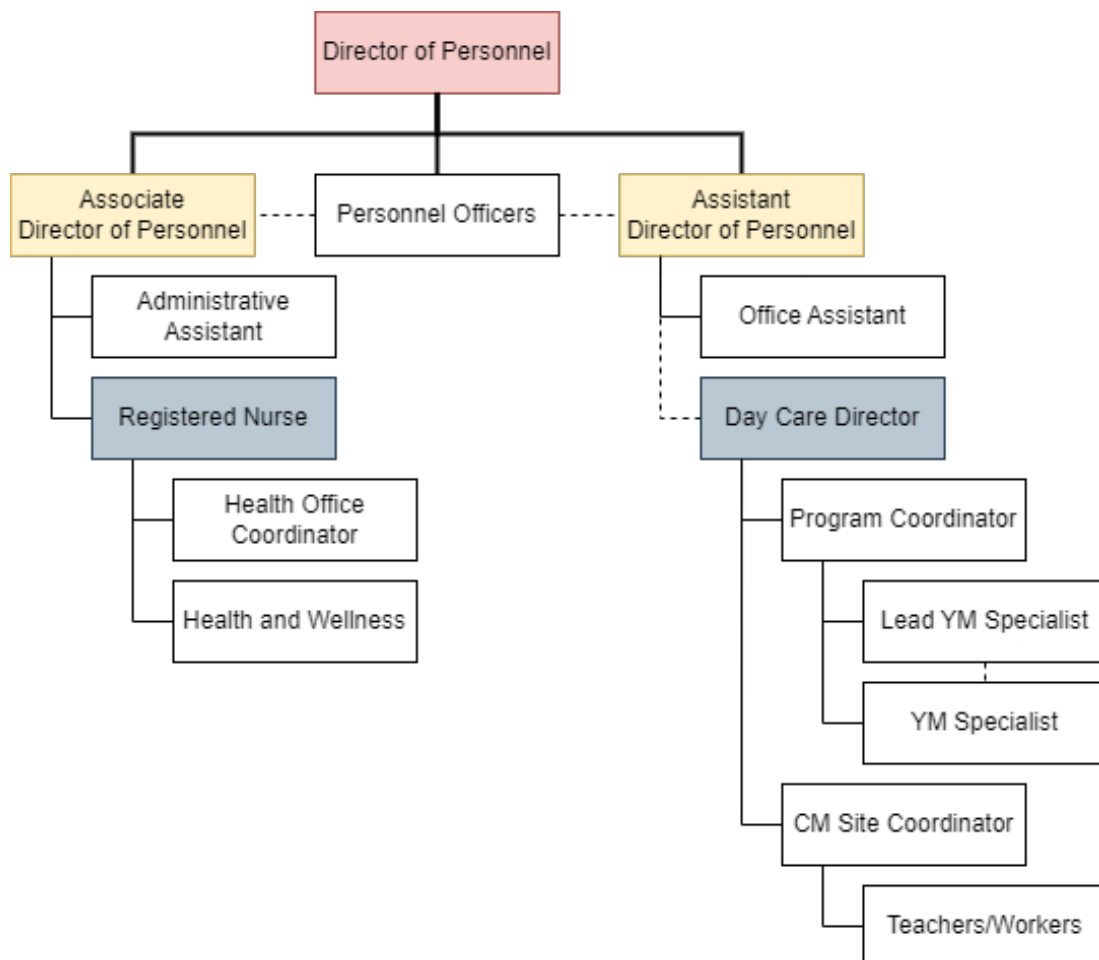 Director of Personnel
Associate
Director of Personnel
Personnel Officers
Assistant
Director of Personnel
Administrative
Assistant
Office Assistant
Registered Nurse
Day Care Director
Health Office
Coordinator
Program Coordinator
Health and Wellness
Lead YM Specialist
YM Specialist
CM Site Coordinator
Teachers/Workers